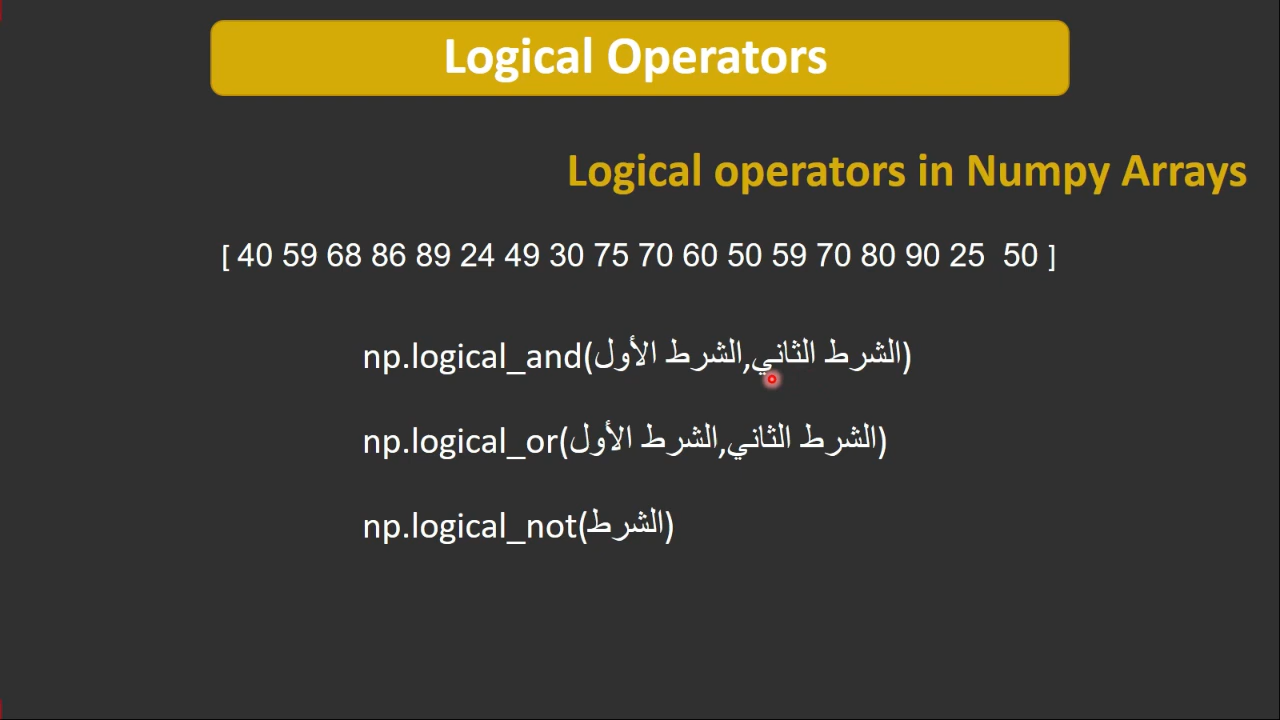 Logical Operators
Logical operators in Numpy Arrays
[ 40 59 68 86 89 24 49 30 75 70 60 50 59 70 80 90 25 50 ]
np.logical_and(الشرط الأول,الشرط الثاني)
np.logical_or(الشرط الأول,الشرط الثاني)
np.logical_not(الشرط)